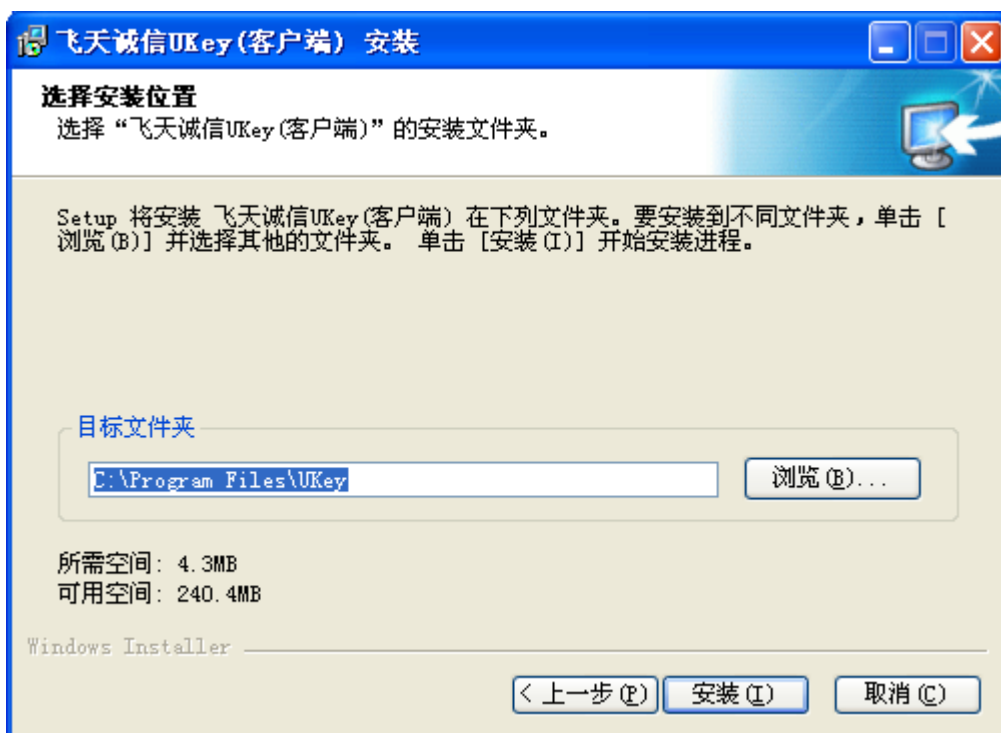 飞天诚信UKey(客户端) 安装
选择安装位置
选择“飞天诚信UKey(客户端)”的安装文件夹。
Setup 将安装 飞天诚信UKey(客户端) 在下列文件夹。要安装到不同文件夹，单击 [
浏览(B)] 并选择其他的文件夹。 单击 [安装(I)] 开始安装进程。
目标文件夹
C:\Program Files\UKey
浏览(B)...
所需空间: 4.3MB
可用空间: 240.4MB
Windows Installer
< 上一步(P)
安装(I)
取消(C)